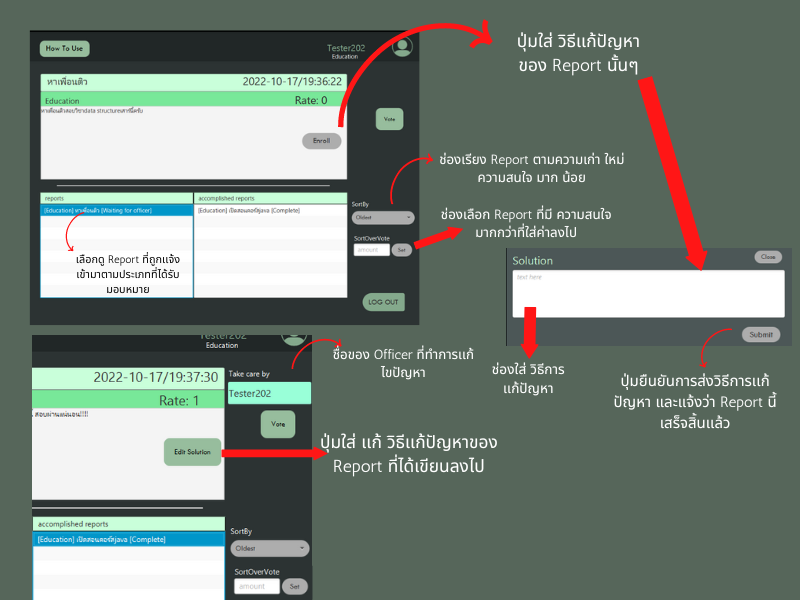 How To Use
Tester202
Education
หาเพื่อนติว
2022-10-17/19:36:22
Education
Rate: 0
หาเพื่อนติวสอบวิชาdata structureเสาร์นี้ครับ
Enroll
Vote
reports
accomplished reports
[Education] หาเพื่อนติว [Waiting for officer]
[Education] เปิดสอนคอร์สjava [Complete]
SortBy
Oldest
SortOverVote
amount
Set
LOG OUT
เลือกดู Report ที่ถูกแจ้ง
เข้ามาตามประเภทที่ได้รับ
มอบหมาย
ปุ่มใส่ วิธีแก้ปัญหา
ของ Report นั้นๆ
ช่องเรียง Report ตามความเก่า ใหม่
ความสนใจ มาก น้อย
ช่องเลือก Report ที่มี ความสนใจ
มากกว่าที่ใส่ค่าลงไป
Solution
Close
text here
Submit
ช่องใส่ วิธีการ
แก้ปัญหา
ปุ่มยืนยันการส่งวิธีการแก้
ปัญหา และแจ้งว่า Report นี้
เสร็จสิ้นแล้ว
Tester202
Education
2022-10-17/19:37:30
Take care by
Tester202
Rate: 1
สอบผ่านแน่นอน!!!!
Vote
Edit Solution
accomplished reports
[Education] เปิดสอนคอร์สjava [Complete]
SortBy
Oldest
SortOverVote
amount
Set
ชื่อของ Officer ที่ทำการแก้
ไขปัญหา
ปุ่มใส่ แก้ วิธีแก้ปัญหาของ
Report ที่ได้เขียนลงไป